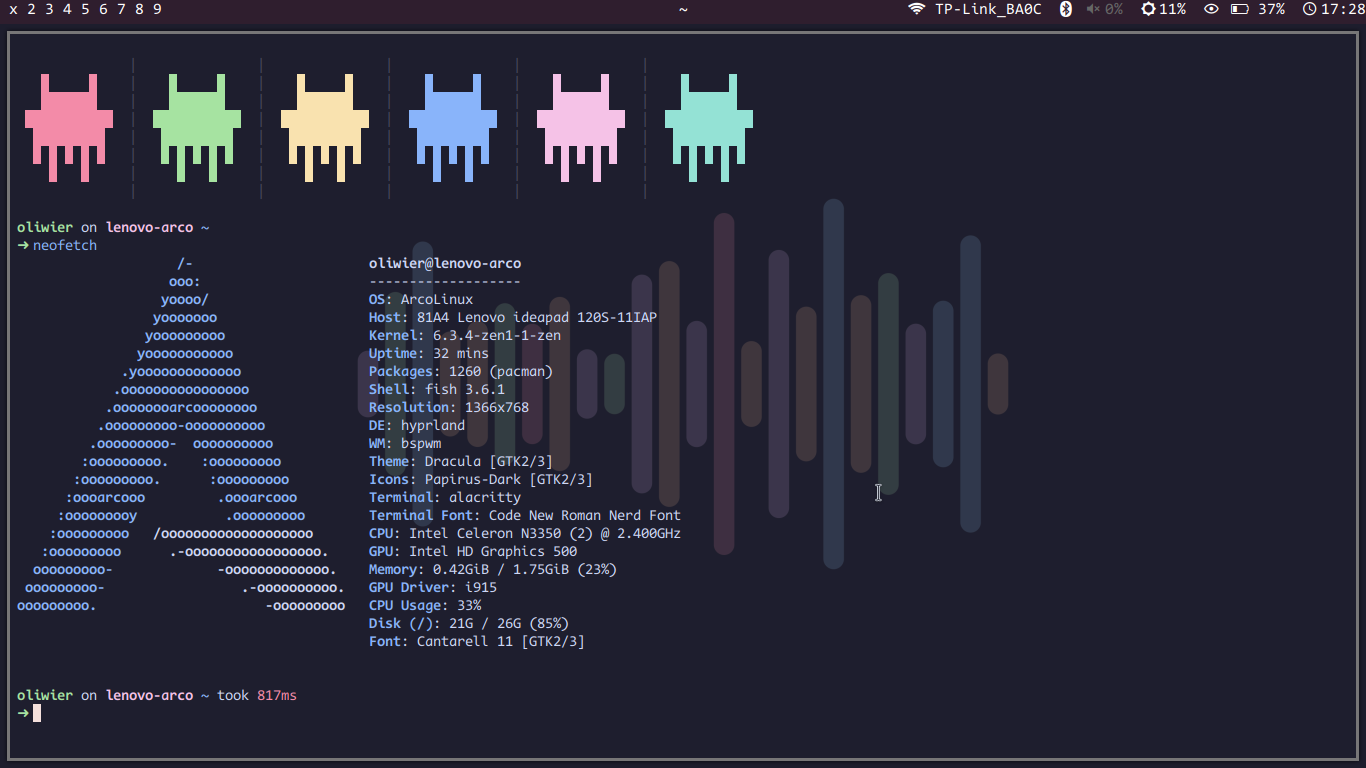 x 2 3 4 5 6 7 8 9 ~ TP-Link_BA0C 0% 11% 37% 17:28
oliwier on lenovo-arco ~
➜ neofetch
/- oliwier@lenovo-arco
ooo: -------------------
yoooo/ OS: ArcoLinux
yooooooo Host: 81A4 Lenovo ideapad 120S-11IAP
yooooooooo Kernel: 6.3.4-zen1-1-zen
yooooooooooo Uptime: 32 mins
.yooooooooooooo Packages: 1260 (pacman)
.oooooooooooooooo Shell: fish 3.6.1
.oooooooarcoooooooo Resolution: 1366x768
.ooooooooo-oooooooooo DE: hyprland
.ooooooooo-  oooooooooo WM: bspwm
:ooooooooo.    :ooooooooo Theme: Dracula [GTK2/3]
:ooooooooo.      :ooooooooo Icons: Papirus-Dark [GTK2/3]
:oooarcooo         .oooarcooo Terminal: alacritty
:ooooooooy           .ooooooooo Terminal Font: Code New Roman Nerd Font
:ooooooooo   /ooooooooooooooooooo CPU: Intel Celeron N3350 (2) @ 2.400GHz
:ooooooooo      .-ooooooooooooooooo. GPU: Intel HD Graphics 500
ooooooooo-             -ooooooooooooo. Memory: 0.42GiB / 1.75GiB (23%)
ooooooooo-                 .-oooooooooo. GPU Driver: i915
ooooooooo.                     -ooooooooo CPU Usage: 33%
Disk (/): 21G / 26G (85%)
Font: Cantarell 11 [GTK2/3]
oliwier on lenovo-arco ~ took 817ms
➜